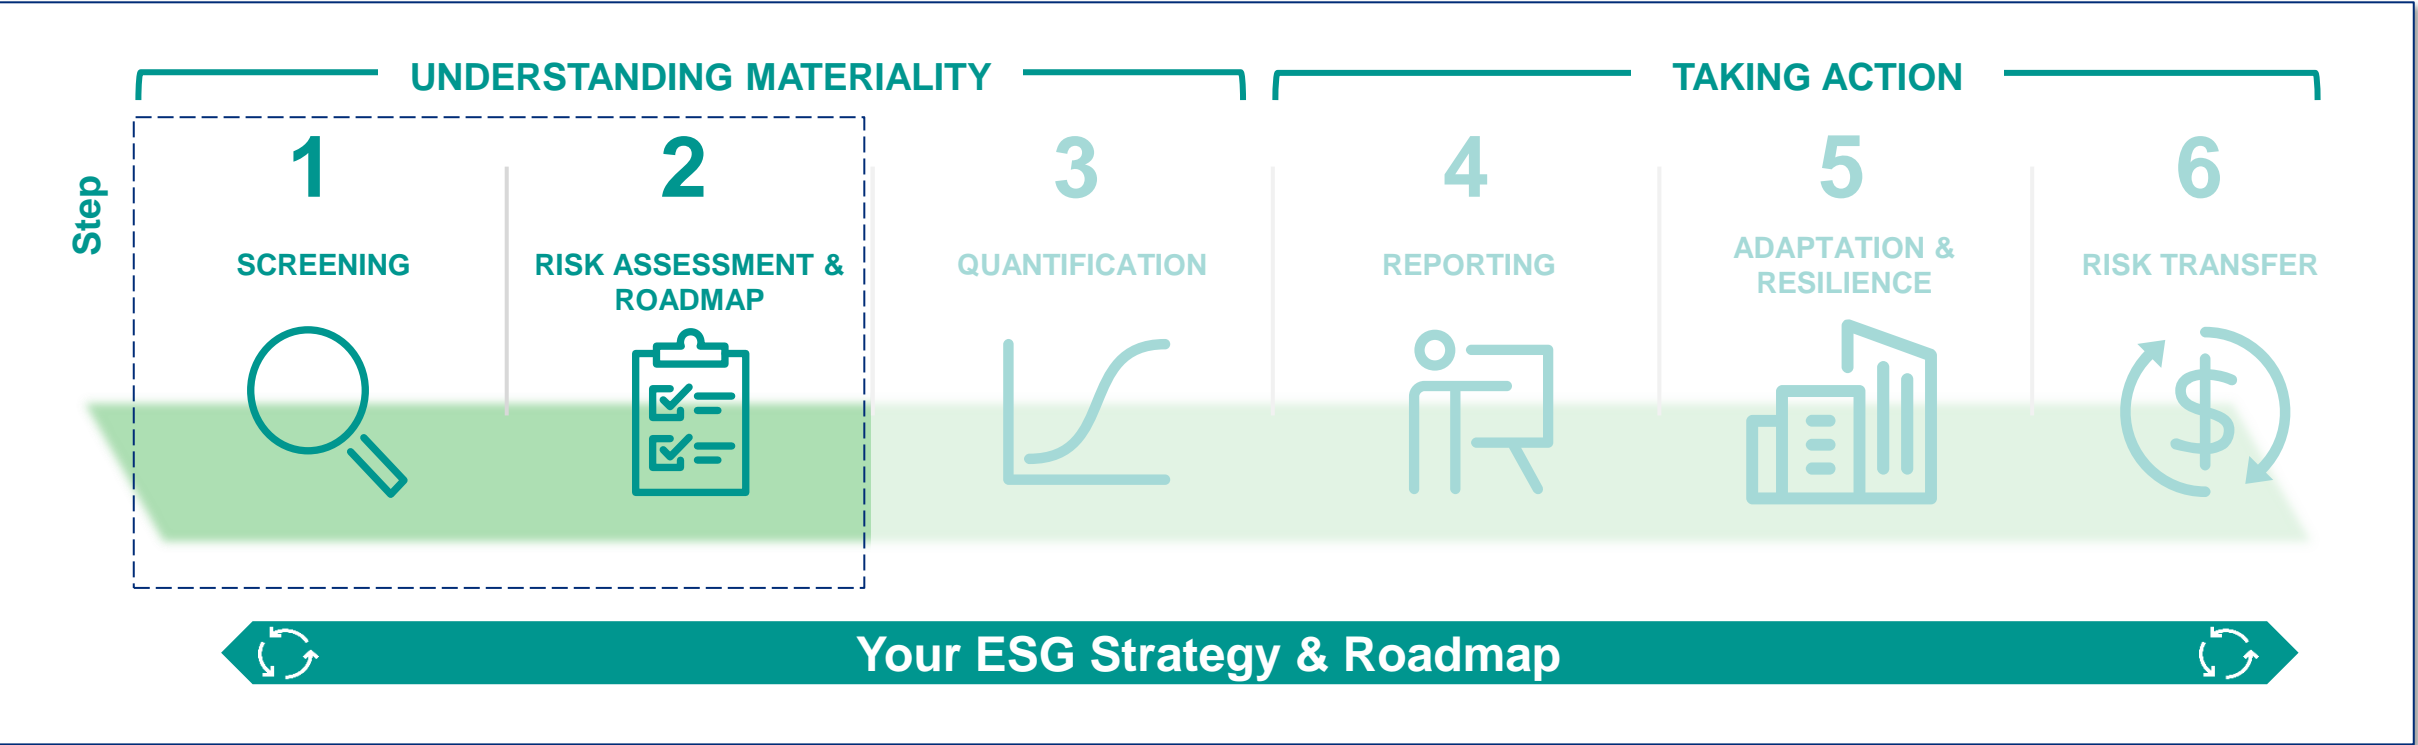 UNDERSTANDING MATERIALITY
TAKING ACTION
Step
1
2
3
4
5
6
SCREENING
RISK ASSESSMENT &
ROADMAP
QUANTIFICATION
REPORTING
ADAPTATION &
RESILIENCE
RISK TRANSFER
$
Your ESG Strategy & Roadmap